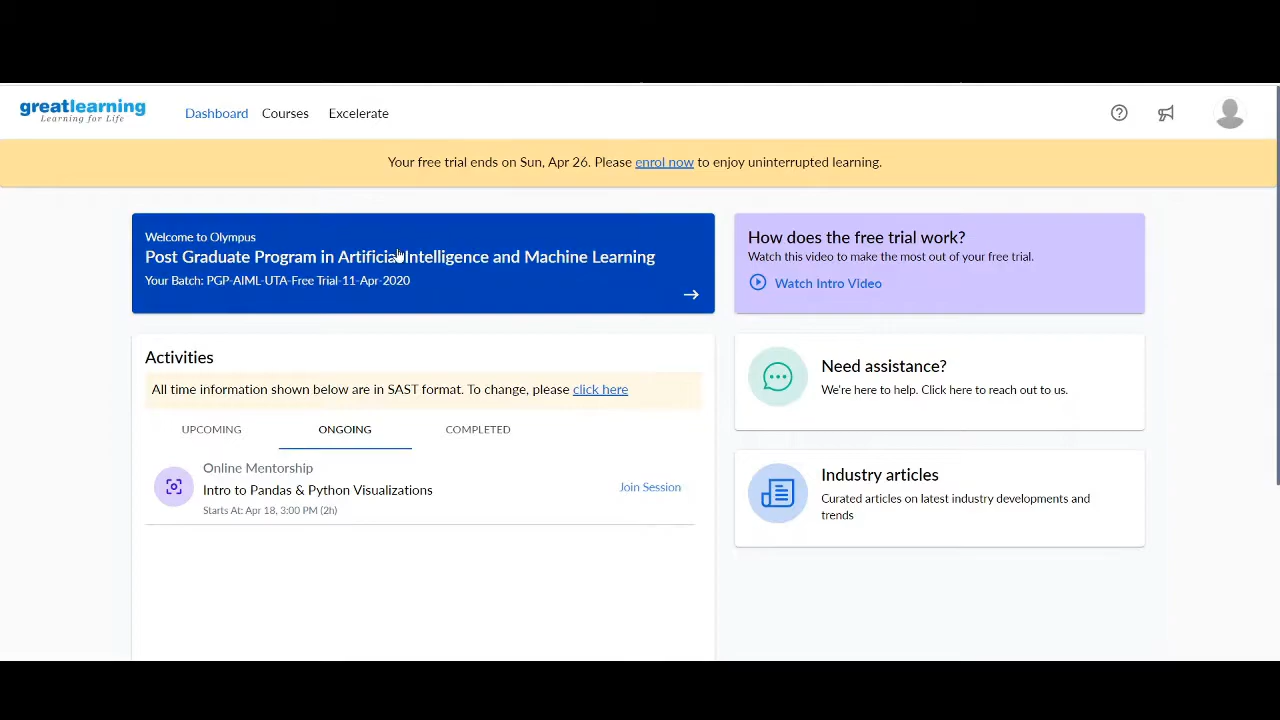 greatlearning
Learning for Life
Dashboard
Courses
Excelerate
Your free trial ends on Sun, Apr 26. Please enrol now to enjoy uninterrupted learning.
Welcome to Olympus
Post Graduate Program in Artificial Intelligence and Machine Learning
Your Batch: PGP-AIML-UTA-Free Trial-11-Apr-2020
How does the free trial work?
Watch this video to make the most out of your free trial.
Watch Intro Video
Activities
All time information shown below are in SAST format. To change, please click here
UPCOMING
ONGOING
COMPLETED
Online Mentorship
Intro to Pandas & Python Visualizations
Starts At: Apr 18, 3:00 PM (2h)
Join Session
Need assistance?
We're here to help. Click here to reach out to us.
Industry articles
Curated articles on latest industry developments and
trends